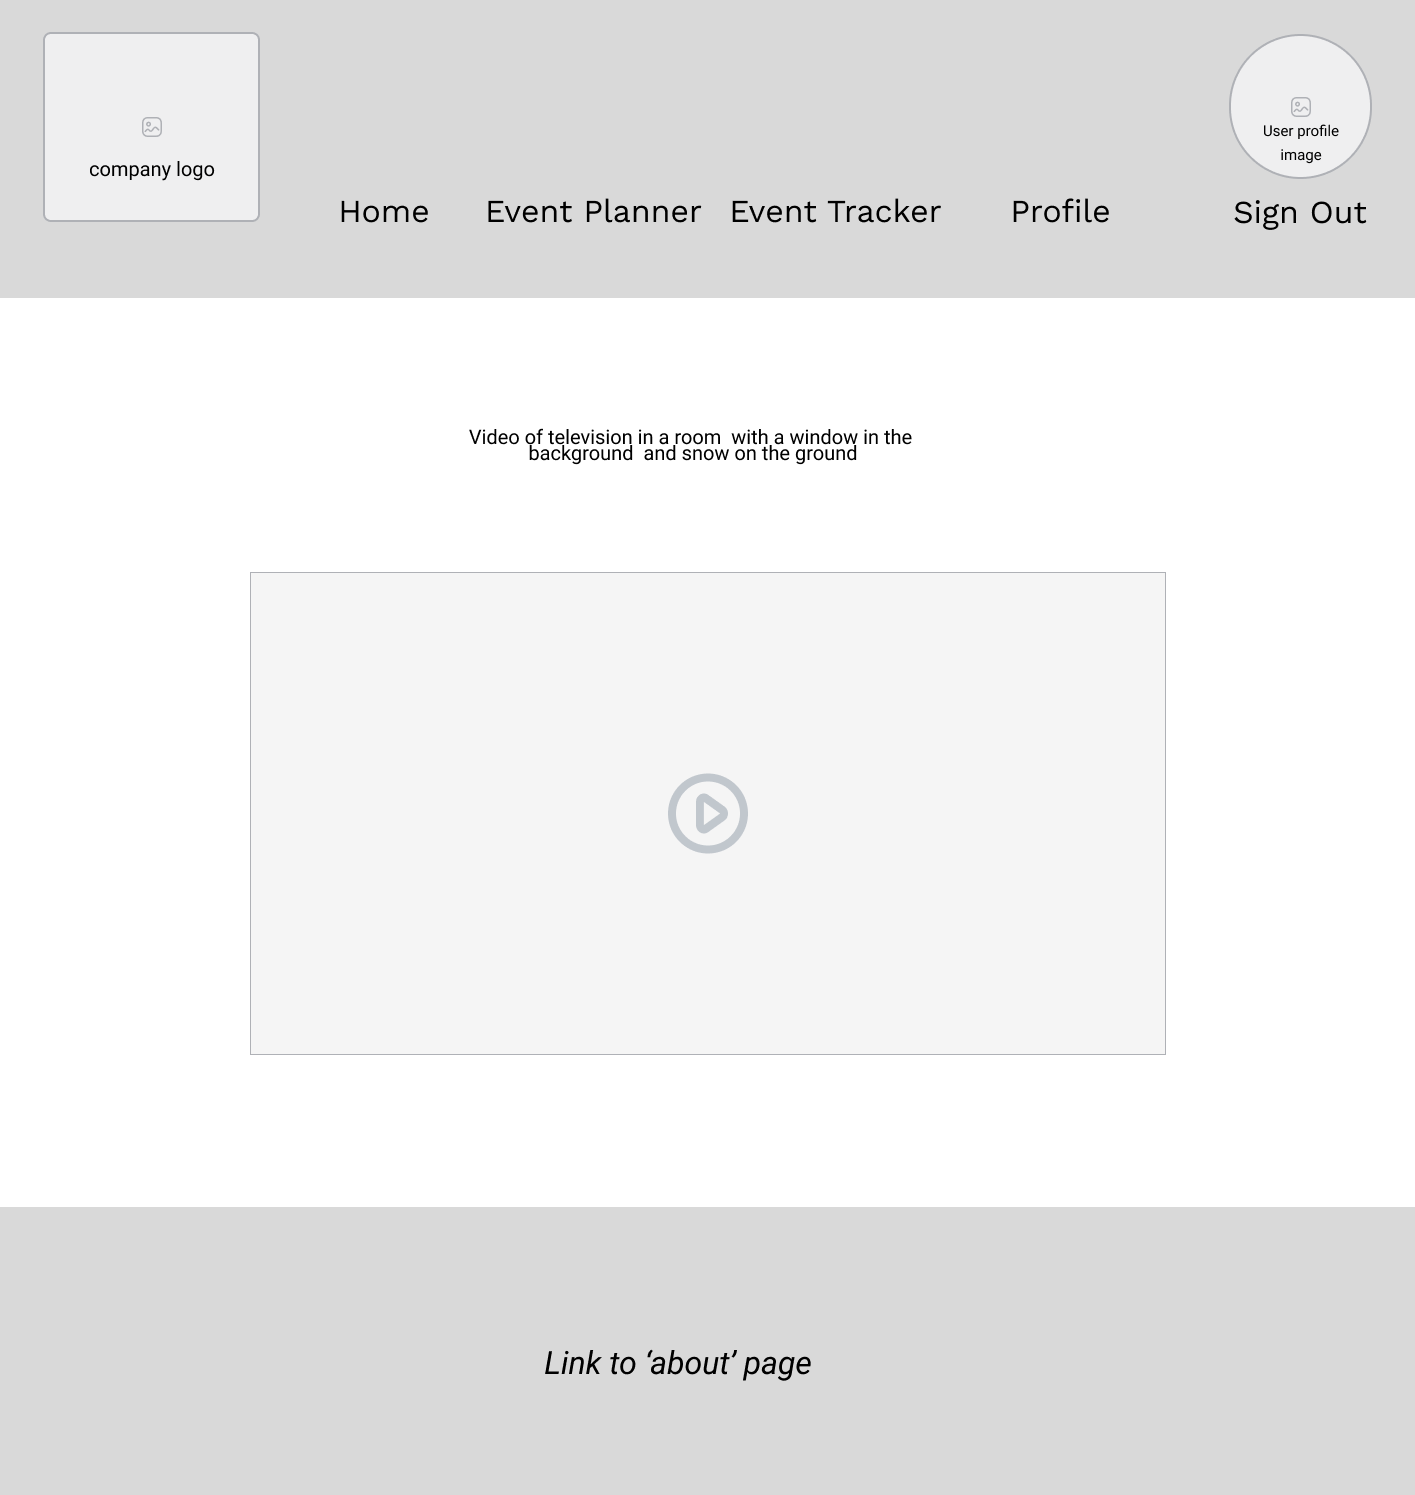 company logo
User profile
image
Home
Event Planner
Event Tracker
Profile
Sign Out
Video of television in a room  with a window in the
background  and snow on the ground
Link to ‘about’ page